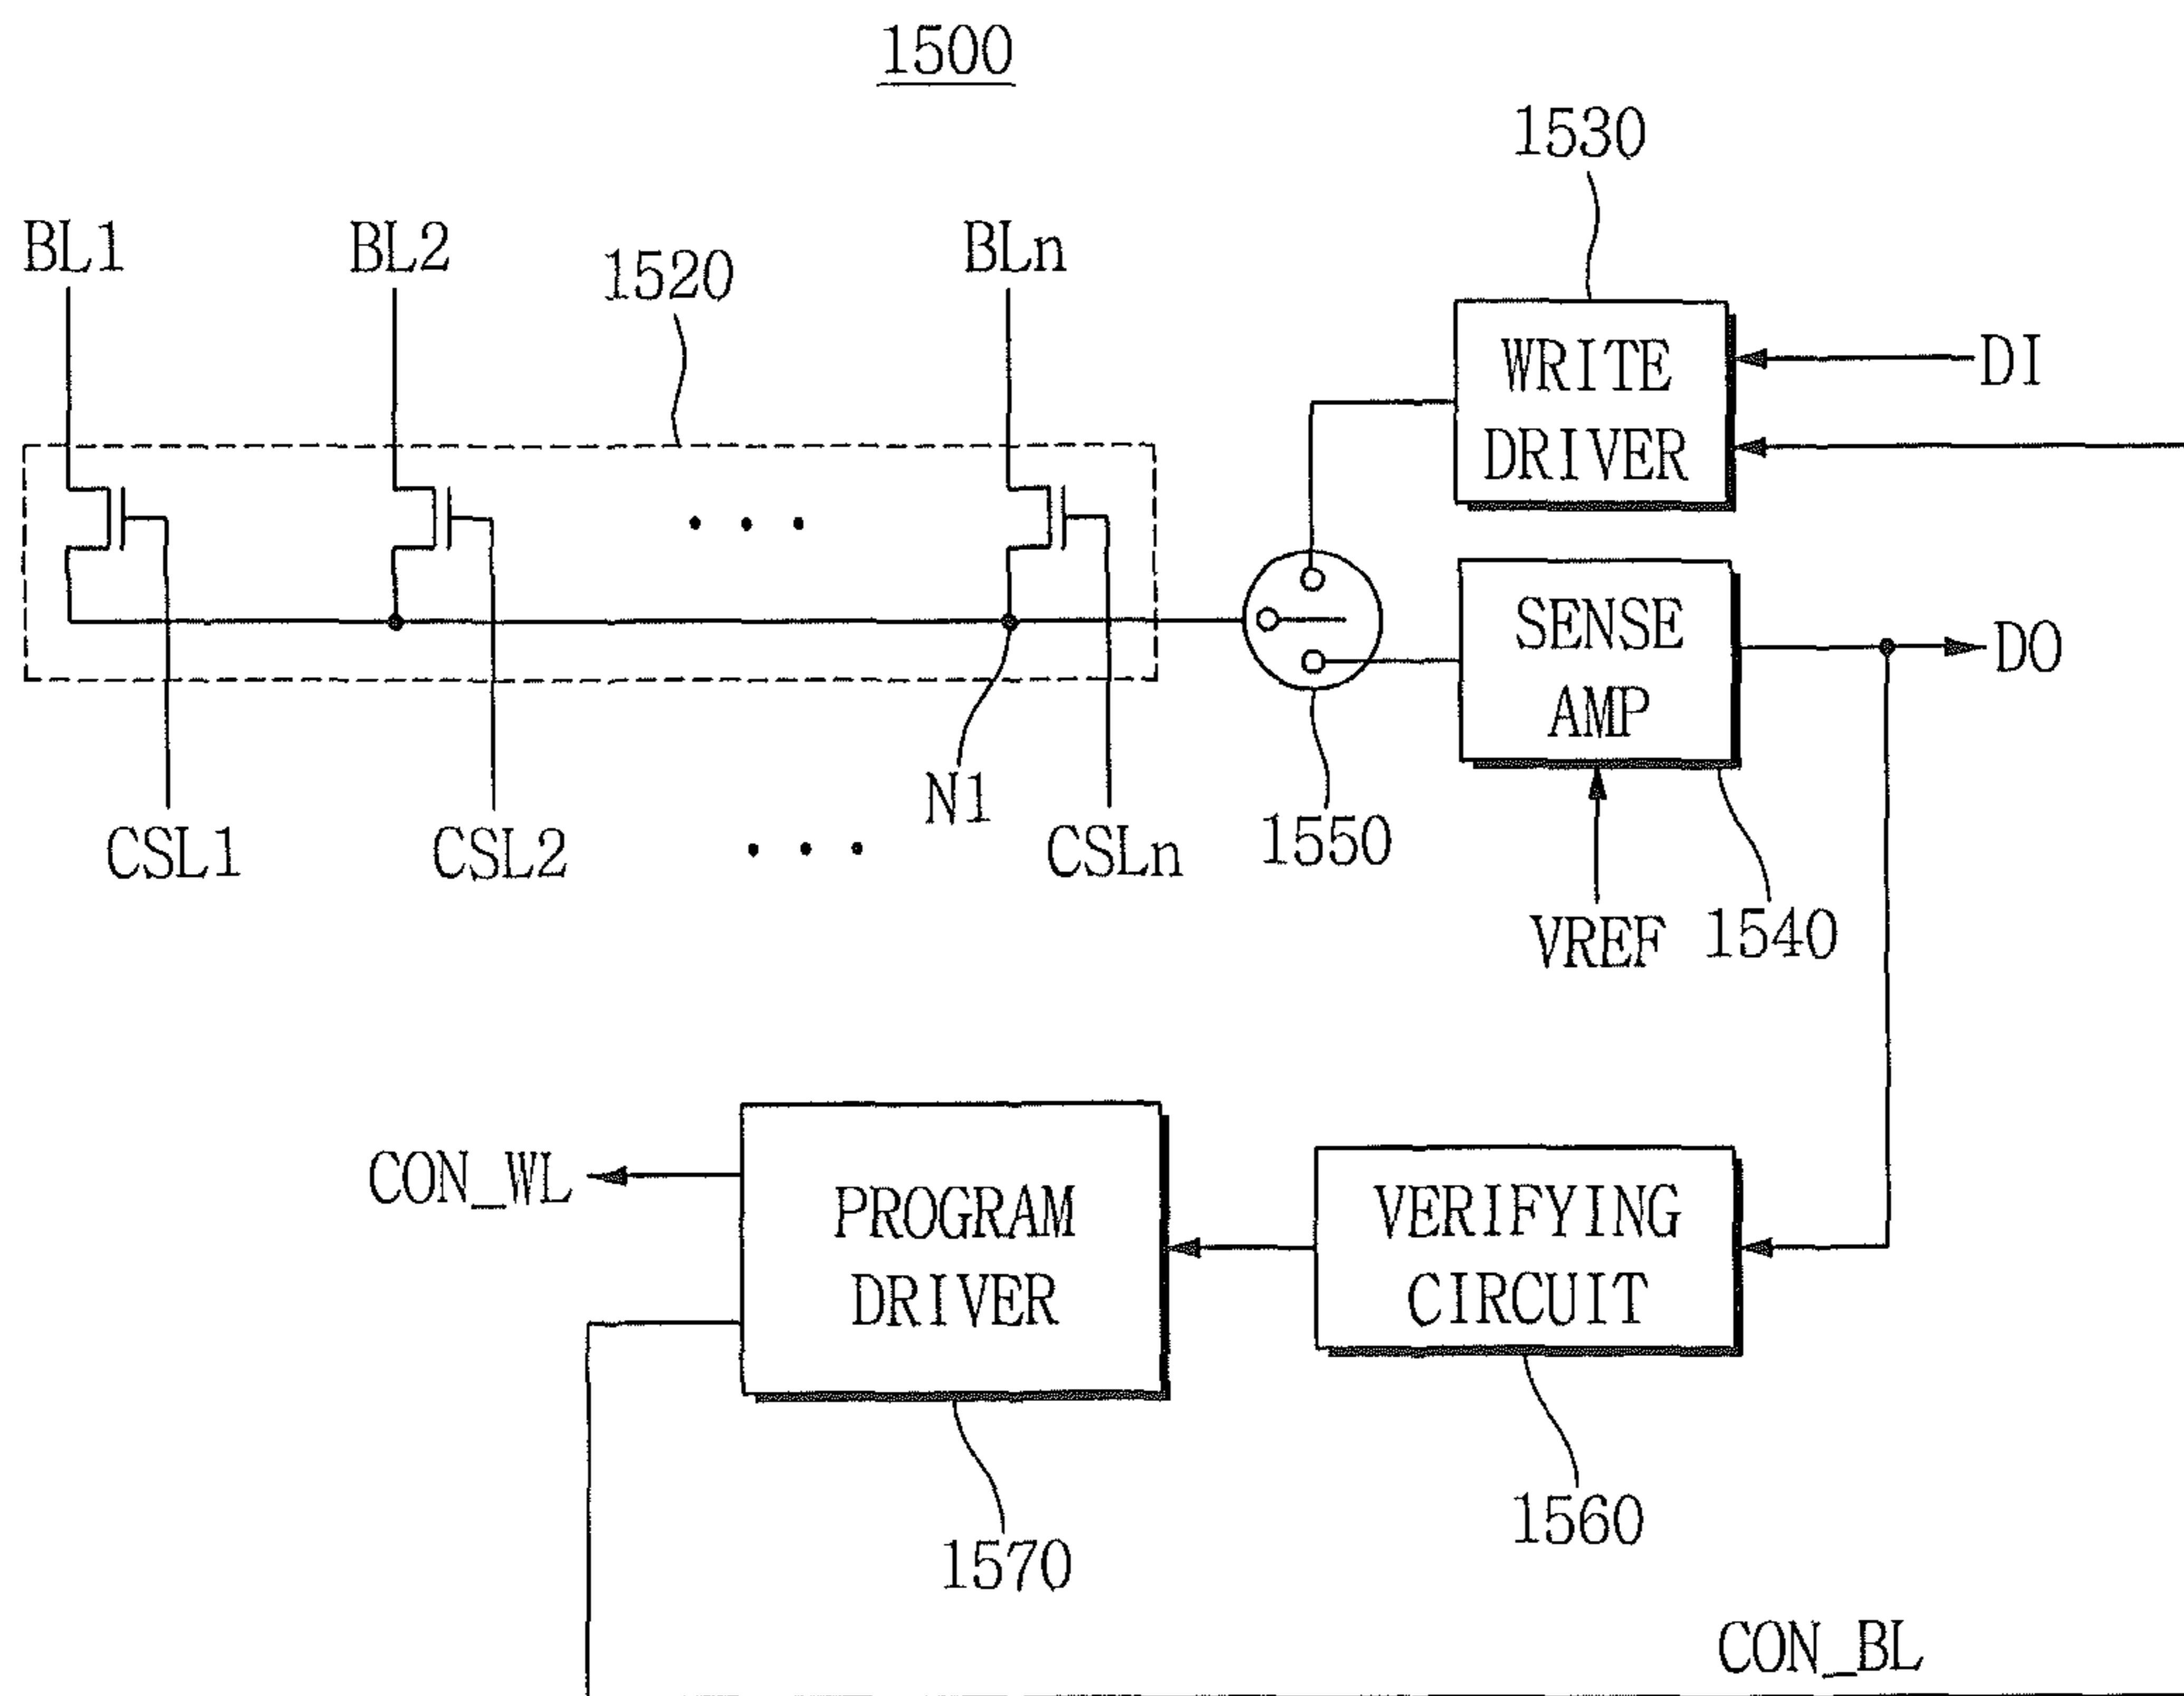 1500
1530
BL1
BL2
1520
BLn
WRITE
DRIVER
DI
SENSE
AMP
DO
N1
CSL1
CSL2
CSLn
1550
VREF
1540
CON_WL
PROGRAM
DRIVER
VERIFYING
CIRCUIT
1570
1560
CON_BL